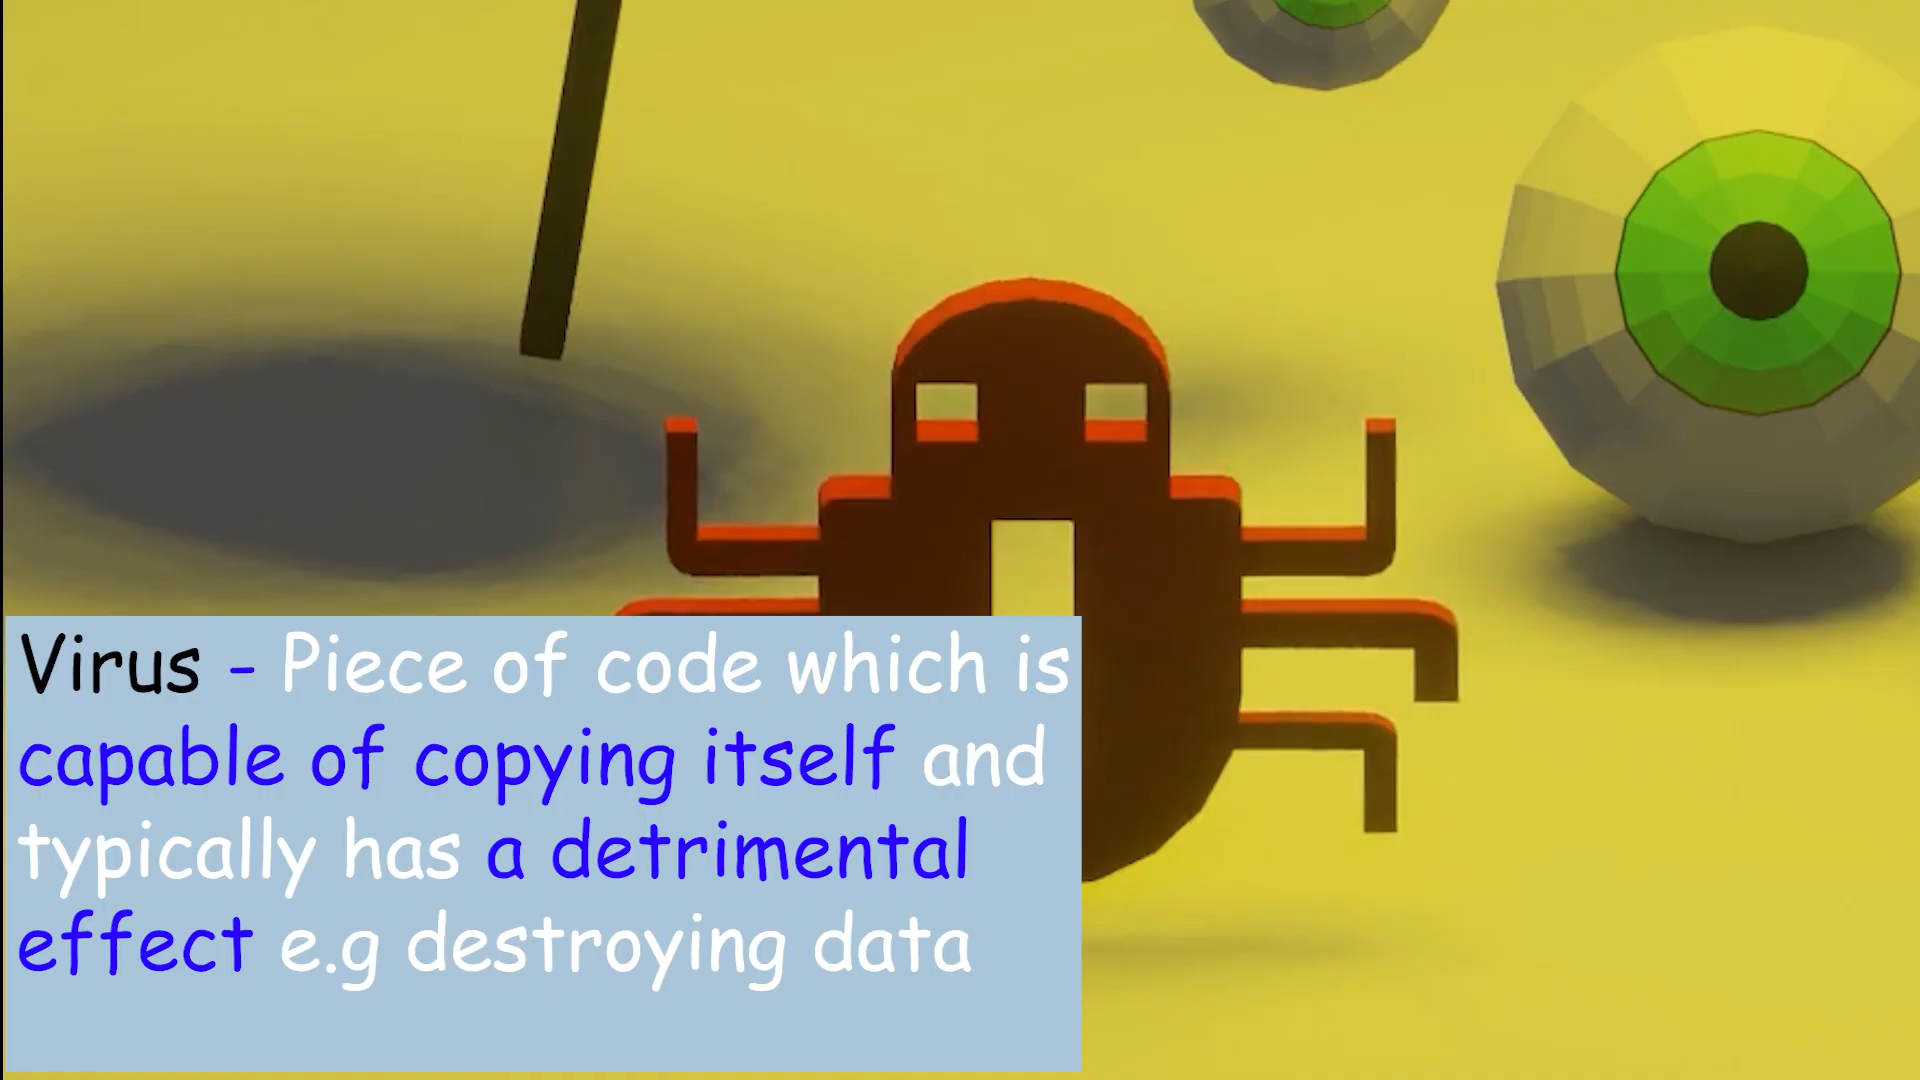 Virus - Piece of code which is
capable of copying itself and
typically has a detrimental
effect e.g destroying data